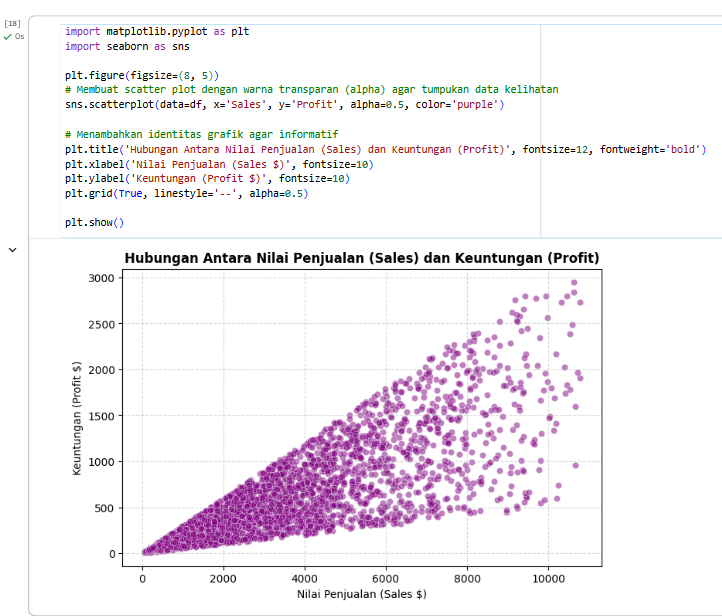 [18]
0s
import matplotlib.pyplot as plt
import seaborn as sns
plt.figure(figsize=(8, 5))
# Membuat scatter plot dengan warna transparan (alpha) agar tumpukan data kelihatan
sns.scatterplot(data=df, x='Sales', y='Profit', alpha=0.5, color='purple')
# Menambahkan identitas grafik agar informatif
plt.title('Hubungan Antara Nilai Penjualan (Sales) dan Keuntungan (Profit)', fontsize=12, fontweight='bold')
plt.xlabel('Nilai Penjualan (Sales $)', fontsize=10)
plt.ylabel('Keuntungan (Profit $)', fontsize=10)
plt.grid(True, linestyle='--', alpha=0.5)
plt.show()
Hubungan Antara Nilai Penjualan (Sales) dan Keuntungan (Profit)
Keuntungan (Profit $)
3000
2500
2000
1500
1000
500
0
0 2000 4000 6000 8000 10000
Nilai Penjualan (Sales $)